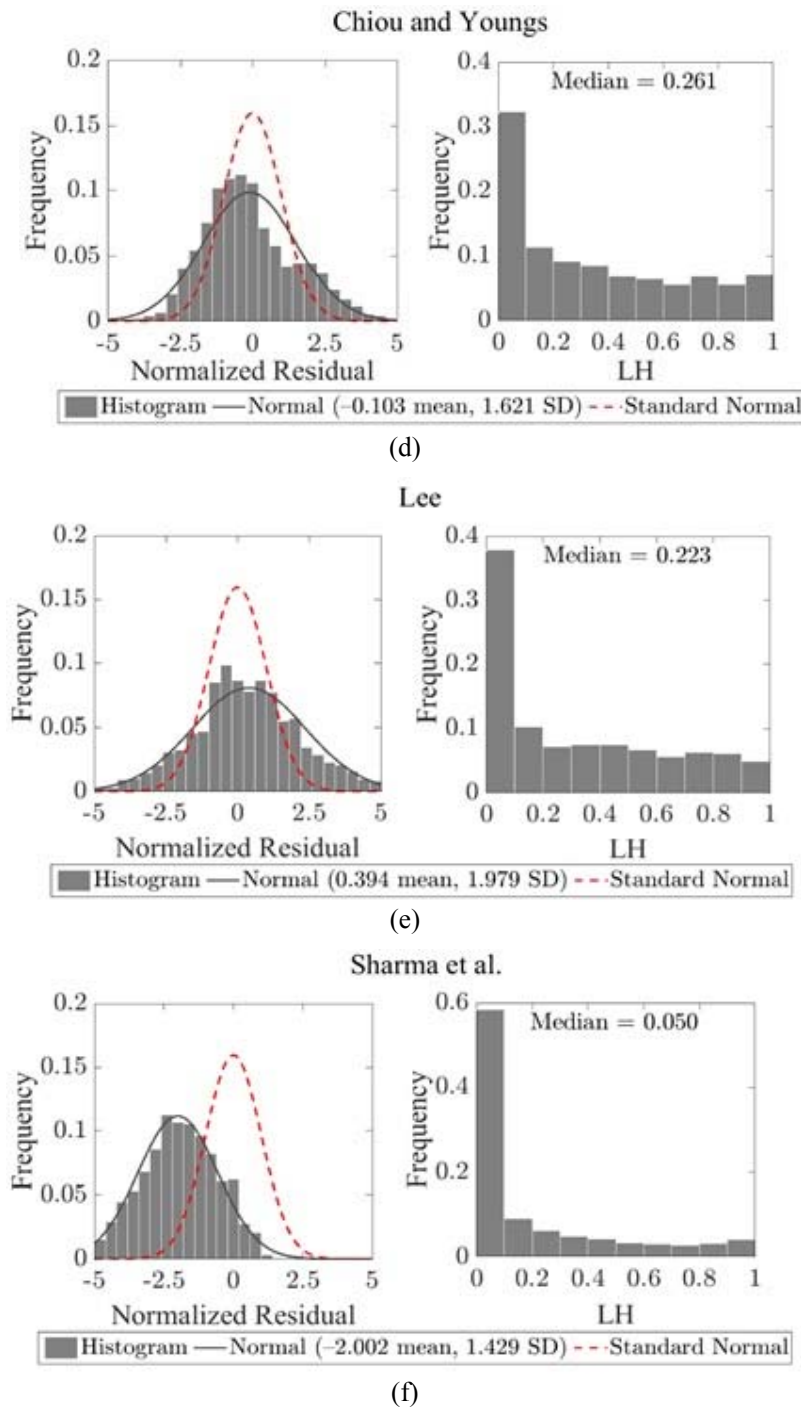 Chiou and Youngs
0.2
0.15
0.1
0.05
0
Frequency
-5 -2.5 0 2.5 5
Normalized Residual
0.4
0.3
0.2
0.1
0
Frequency
Median = 0.261
0 0.2 0.4 0.6 0.8 1
LH
Histogram Normal (–0.103 mean, 1.621 SD) Standard Normal
(d)
Lee
0.2
0.15
0.1
0.05
0
Frequency
-5 -2.5 0 2.5 5
Normalized Residual
0.4
0.3
0.2
0.1
0
Frequency
Median = 0.223
0 0.2 0.4 0.6 0.8 1
LH
Histogram Normal (0.394 mean, 1.979 SD) Standard Normal
(e)
Sharma et al.
0.2
0.15
0.1
0.05
0
Frequency
-5 -2.5 0 2.5 5
Normalized Residual
0.6
0.4
0.2
0
Frequency
Median = 0.050
0 0.2 0.4 0.6 0.8 1
LH
Histogram Normal (–2.002 mean, 1.429 SD) Standard Normal
(f)